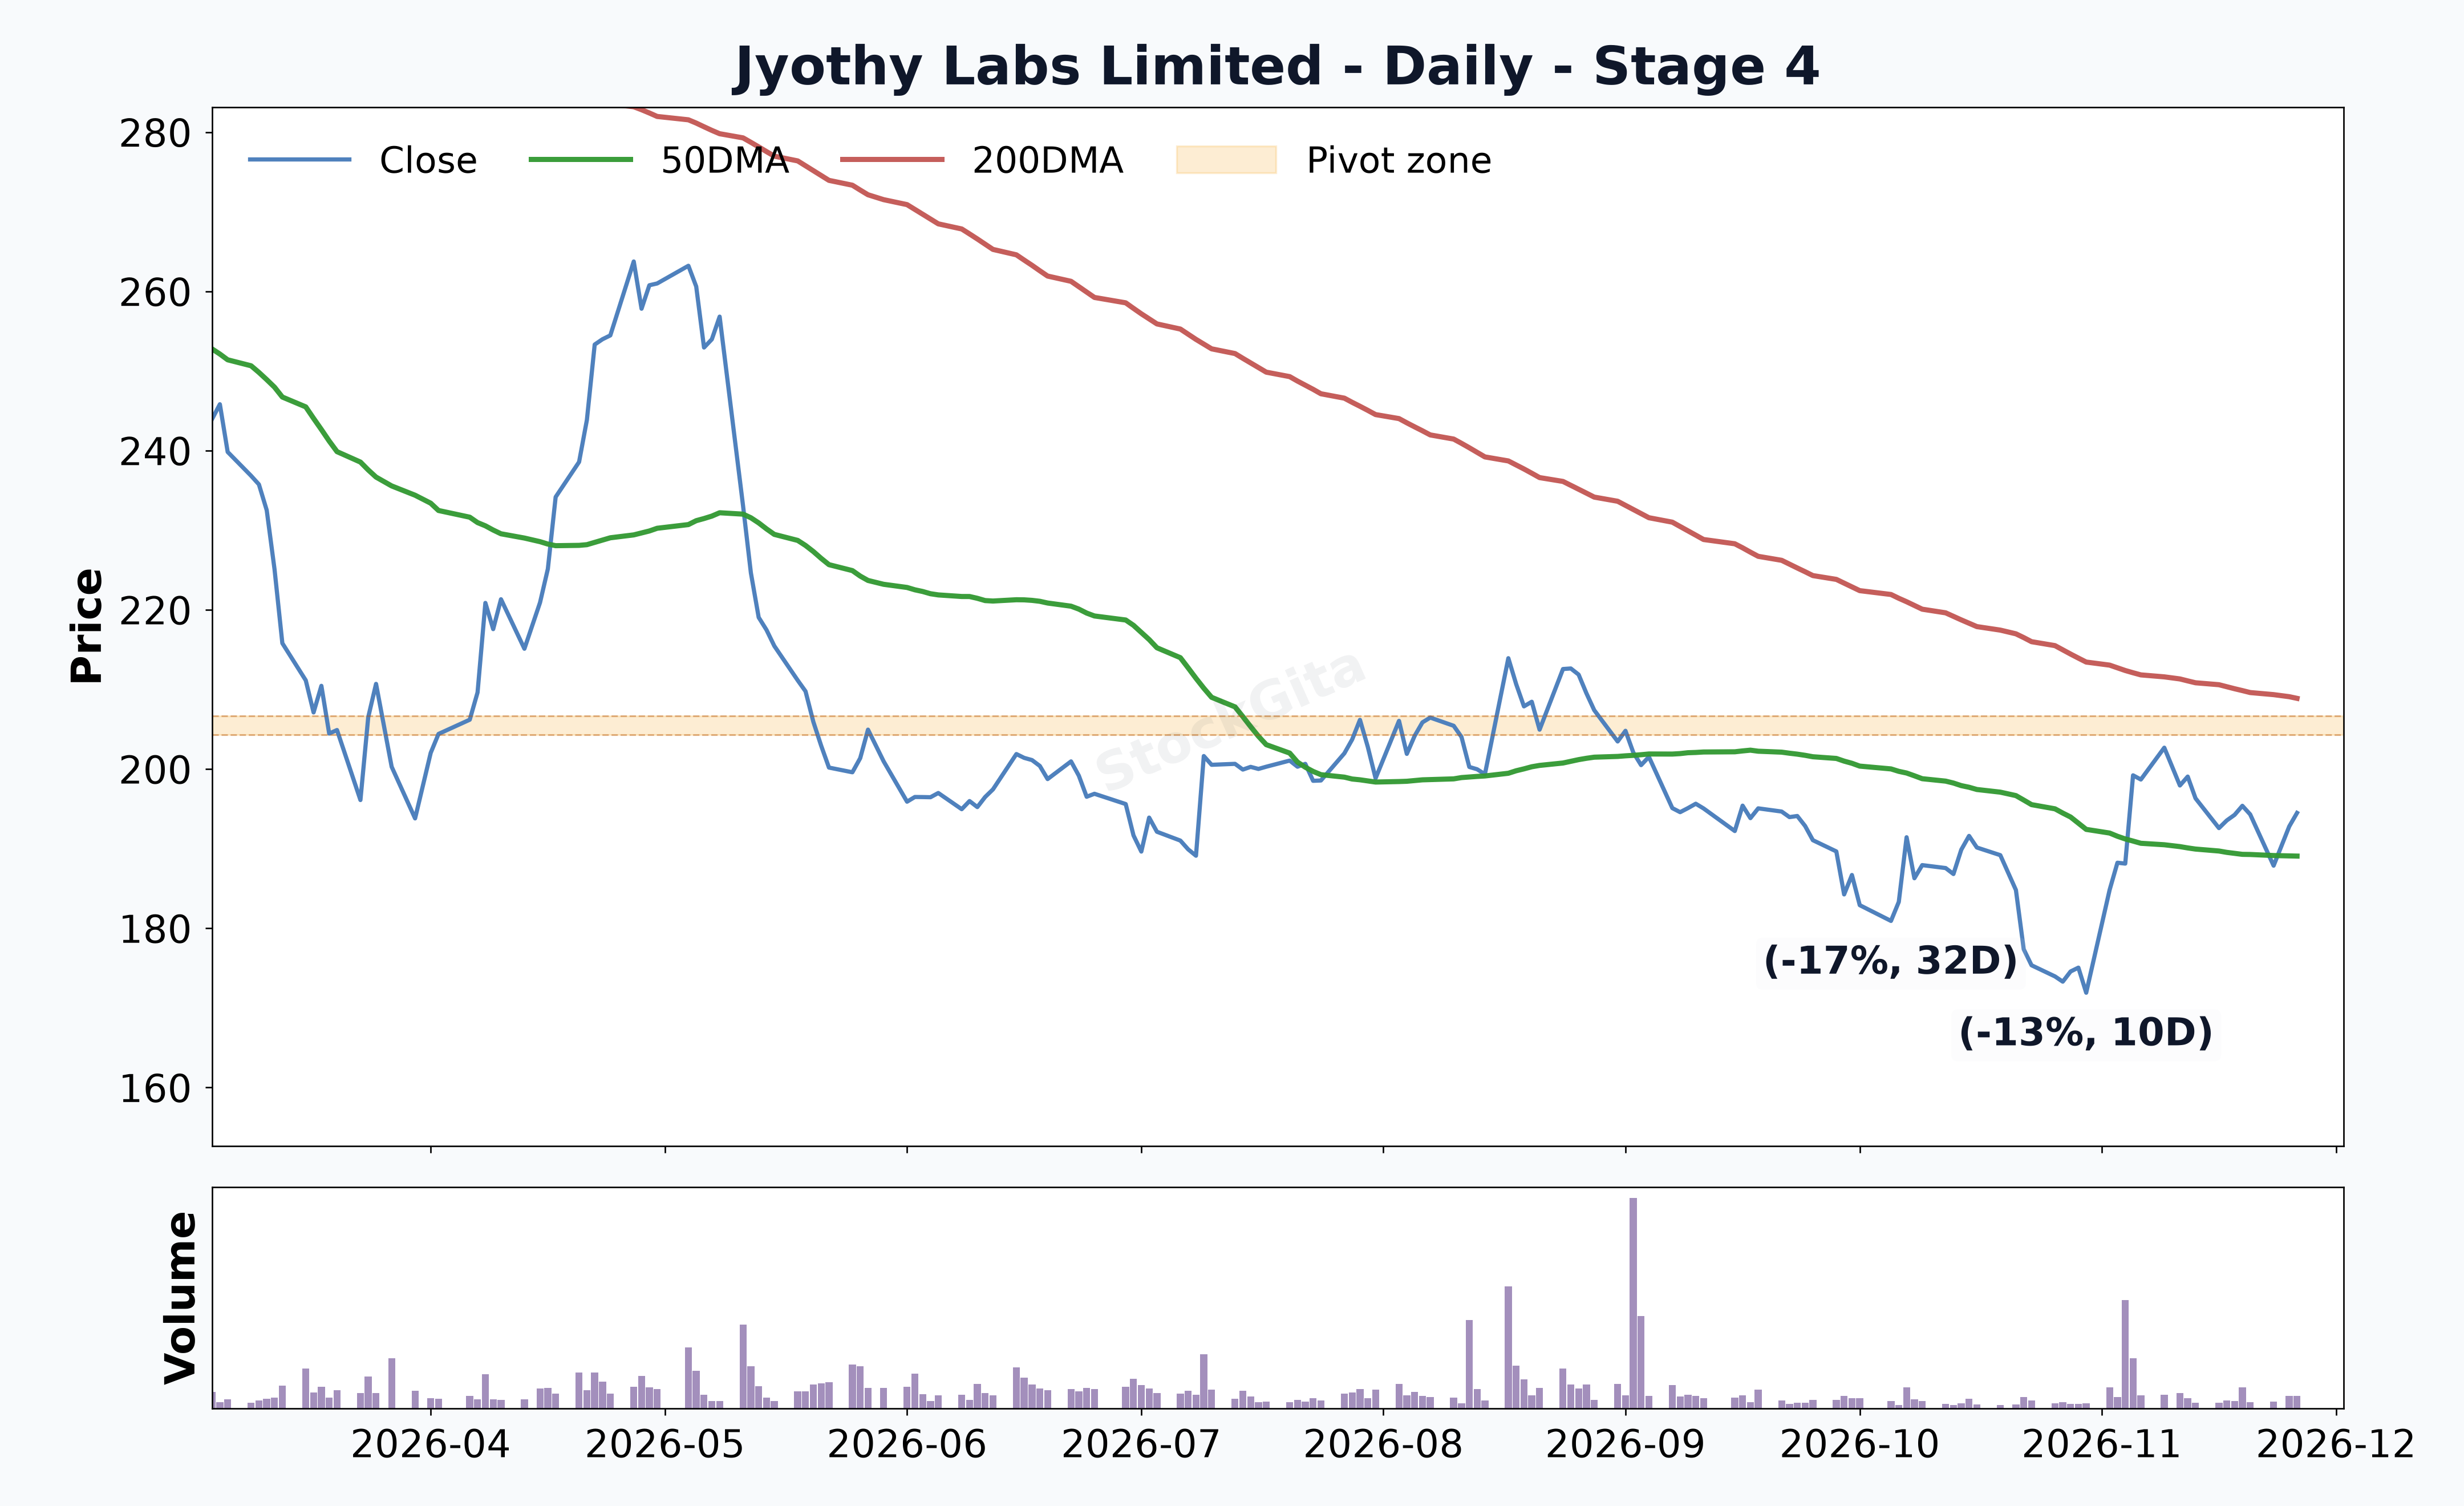 Jyothy Labs Limited - Daily - Stage 4
Close 50DMA 200DMA Pivot zone
Price
280
260
240
220
200
180
160
StockGita
(-17%, 32D)
(-13%, 10D)
Volume
2026-04 2026-05 2026-06 2026-07 2026-08 2026-09 2026-10 2026-11 2026-12